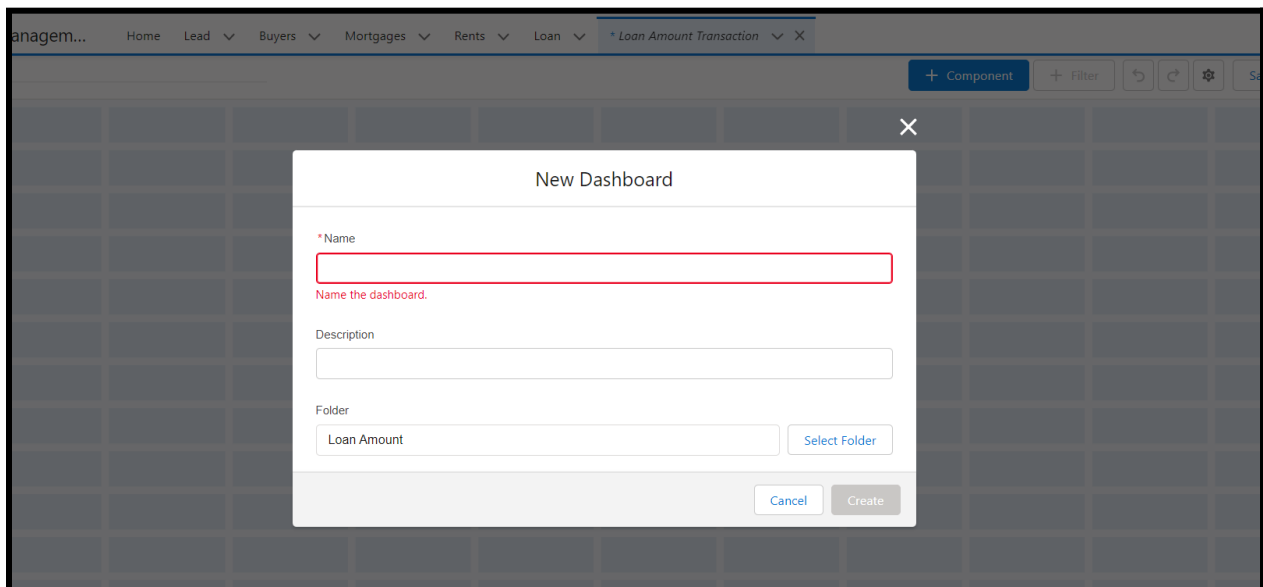 anagem... Home Lead Buyers Mortgages Rents Loan * Loan Amount Transaction
+ Component + Filter Sa
New Dashboard
*Name
Name the dashboard.
Description
Folder
Loan Amount Select Folder
Cancel Create